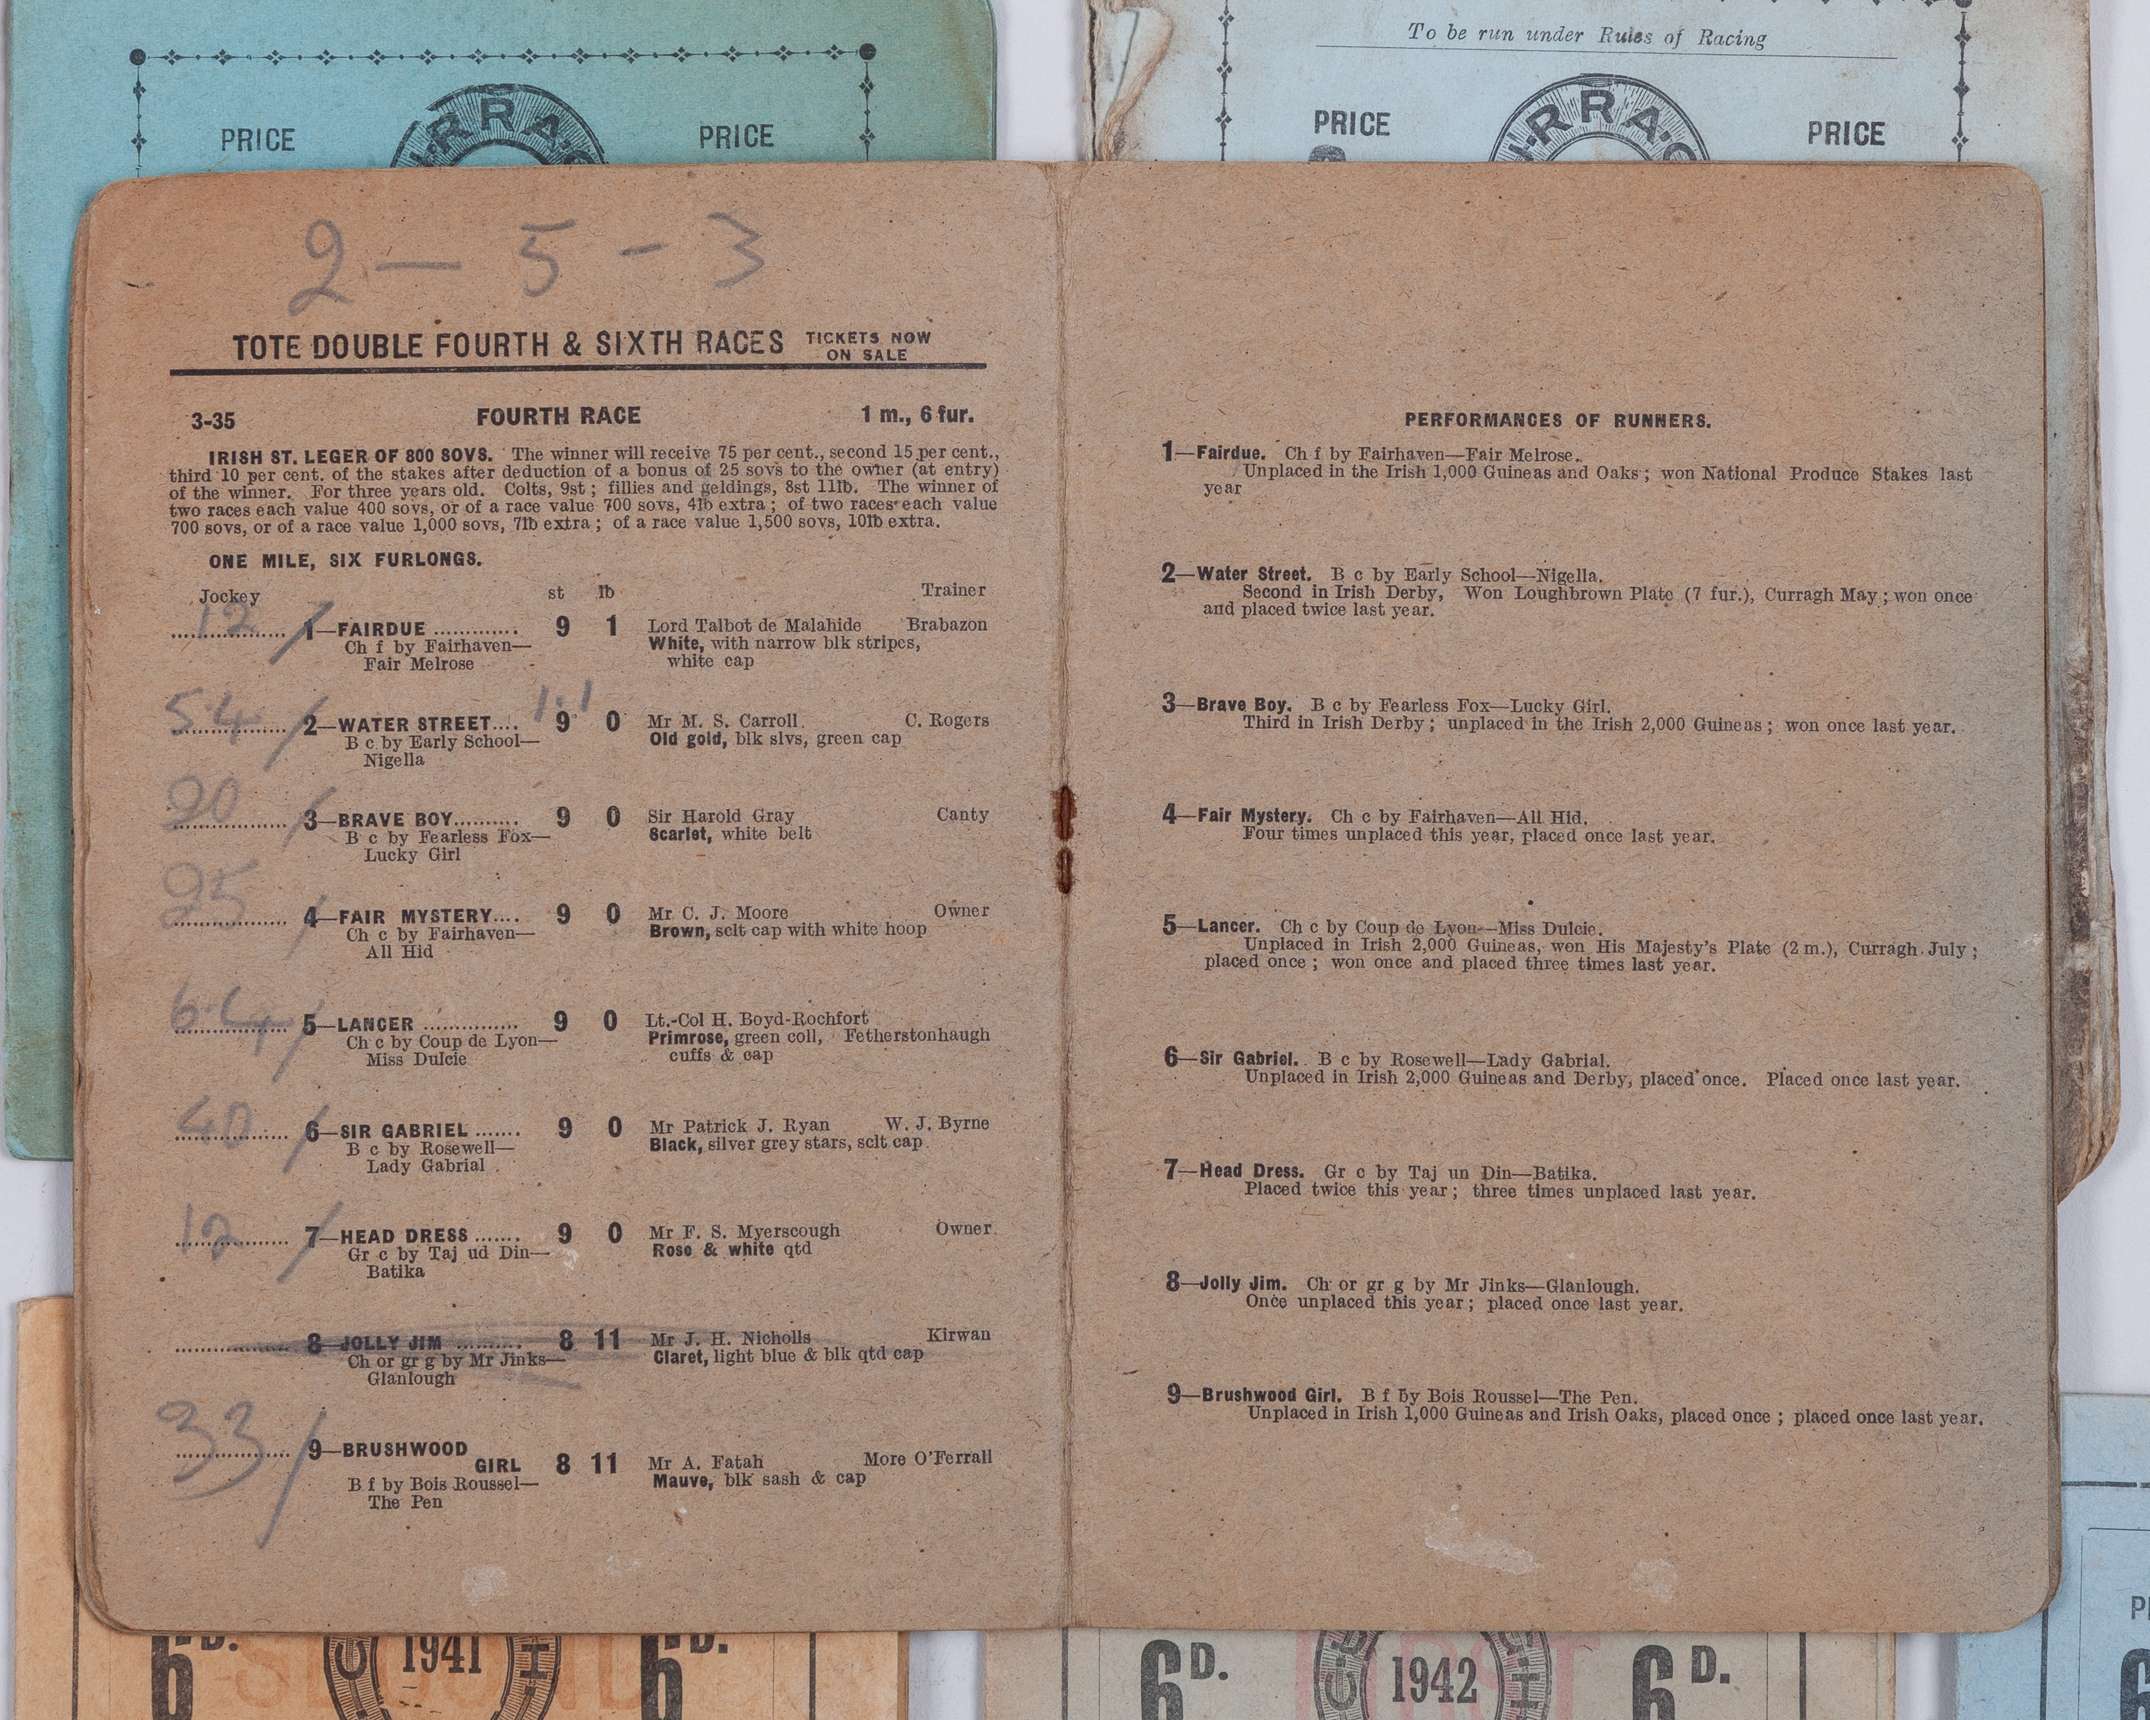 PRICE PRICE
To be run under Rules of Racing
PRICE PRICE
2 — 5 - 3
TOTE DOUBLE FOURTH & SIXTH RACES TICKETS NOW
ON SALE
3-35 FOURTH RACE 1 m., 6 fur.
IRISH ST. LEGER OF 800 SOVS. The winner will receive 75 per cent., second 15 per cent.,
third 10 per cent. of the stakes after deduction of a bonus of 25 sovs to the owner (at entry)
of the winner. For three years old. Colts, 9st; fillies and geldings, 8st 11lb. The winner of
two races each value 400 sovs, or of a race value 700 sovs, 4lb extra; of two races each value
700 sovs, or of a race value 1,000 sovs, 7lb extra; of a race value 1,500 sovs, 10lb extra.
ONE MILE, SIX FURLONGS.
Jockey st lb Trainer
12 / 1—FAIRDUE ............. 9 1 Lord Talbot de Malahide Brabazon
Ch f by Fairhaven— White, with narrow blk stripes,
Fair Melrose white cap
54 / 2—WATER STREET.... 9 0 Mr M. S. Carroll C. Rogers
B c by Early School— Old gold, blk slvs, green cap
Nigella
20 / 3—BRAVE BOY.......... 9 0 Sir Harold Gray Canty
B c by Fearless Fox— Scarlet, white belt
Lucky Girl
25 / 4—FAIR MYSTERY.... 9 0 Mr C. J. Moore Owner
Ch c by Fairhaven— Brown, sclt cap with white hoop
All Hid
/ 5—LANCER ............... 9 0 Lt.-Col H. Boyd-Rochfort
Ch c by Coup de Lyon— Primrose, green coll, Fetherstonhaugh
Miss Dulcie cuffs & cap
40 / 6—SIR GABRIEL ....... 9 0 Mr Patrick J. Ryan W. J. Byrne
B c by Rosewell— Black, silver grey stars, sclt cap
Lady Gabrial
12 / 7—HEAD DRESS ....... 9 0 Mr F. S. Myerscough Owner
Gr c by Taj ud Din— Rose & white qtd
Batika
8 JOLLY JIM .......... 8 11 Mr J. H. Nicholls Kirwan
Ch or gr g by Mr Jinks— Claret, light blue & blk qtd cap
Glanlough
33 / 9—BRUSHWOOD
GIRL 8 11 Mr A. Fatah More O'Ferrall
B f by Bois Roussel— Mauve, blk sash & cap
The Pen
PERFORMANCES OF RUNNERS.
1—Fairdue. Ch f by Fairhaven—Fair Melrose.
Unplaced in the Irish 1,000 Guineas and Oaks; won National Produce Stakes last
year
2—Water Street. B c by Early School—Nigella.
Second in Irish Derby, Won Loughbrown Plate (7 fur.), Curragh May; won once
and placed twice last year.
3—Brave Boy. B c by Fearless Fox—Lucky Girl.
Third in Irish Derby; unplaced in the Irish 2,000 Guineas; won once last year.
4—Fair Mystery. Ch c by Fairhaven—All Hid.
Four times unplaced this year, placed once last year.
5—Lancer. Ch c by Coup de Lyon—Miss Dulcie.
Unplaced in Irish 2,000 Guineas, won His Majesty's Plate (2 m.), Curragh July;
placed once; won once and placed three times last year.
6—Sir Gabriel. B c by Rosewell—Lady Gabrial.
Unplaced in Irish 2,000 Guineas and Derby, placed once. Placed once last year.
7—Head Dress. Gr c by Taj un Din—Batika.
Placed twice this year; three times unplaced last year.
8—Jolly Jim. Ch or gr g by Mr Jinks—Glanlough.
Once unplaced this year; placed once last year.
9—Brushwood Girl. B f by Bois Roussel—The Pen.
Unplaced in Irish 1,000 Guineas and Irish Oaks, placed once; placed once last year.
6D. 1941 6D.
6D. 1942 6D.